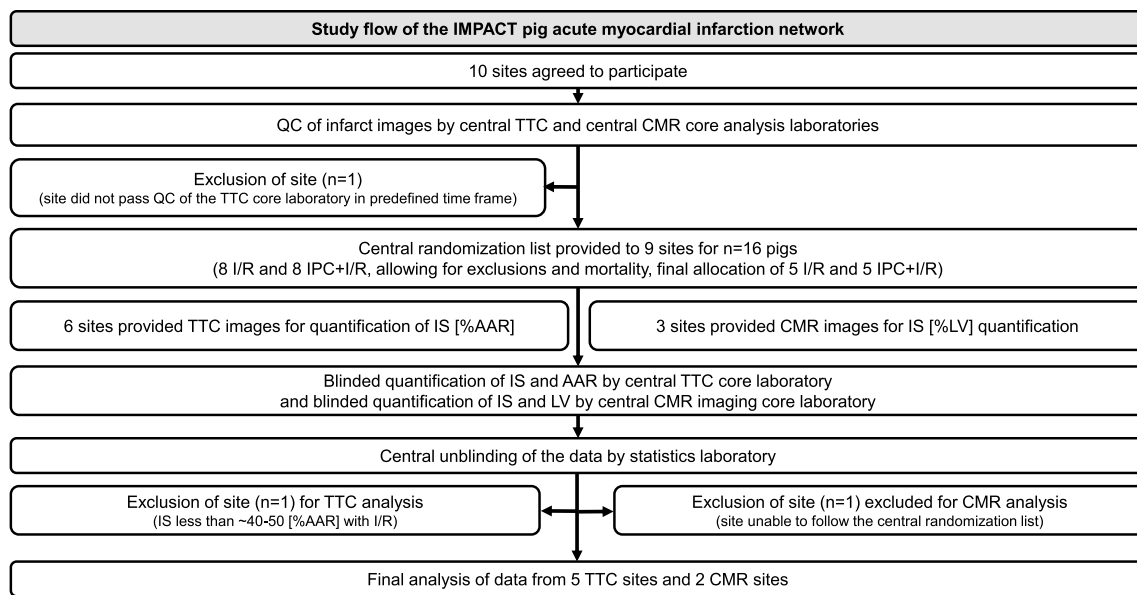 Study flow of the IMPACT pig acute myocardial infarction network
10 sites agreed to participate
QC of infarct images by central TTC and central CMR core analysis laboratories
Exclusion of site (n=1)
(site did not pass QC of the TTC core laboratory in predefined time frame)
Central randomization list provided to 9 sites for n=16 pigs
(8 I/R and 8 IPC+I/R, allowing for exclusions and mortality, final allocation of 5 I/R and 5 IPC+I/R)
6 sites provided TTC images for quantification of IS [%AAR]
3 sites provided CMR images for IS [%LV] quantification
Blinded quantification of IS and AAR by central TTC core laboratory
and blinded quantification of IS and LV by central CMR imaging core laboratory
Central unblinding of the data by statistics laboratory
Exclusion of site (n=1) for TTC analysis
(IS less than ~40-50 [%AAR] with I/R)
Exclusion of site (n=1) excluded for CMR analysis
(site unable to follow the central randomization list)
Final analysis of data from 5 TTC sites and 2 CMR sites